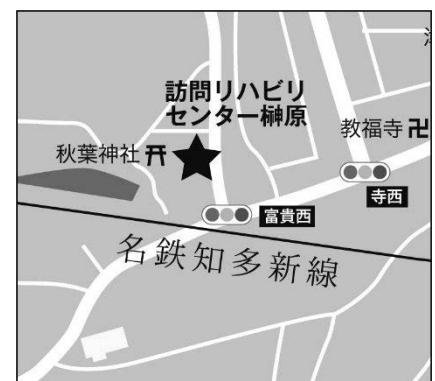 訪問リハビリ
センター榊原
秋葉神社
教福寺
寺西
富貴西
名鉄知多新線